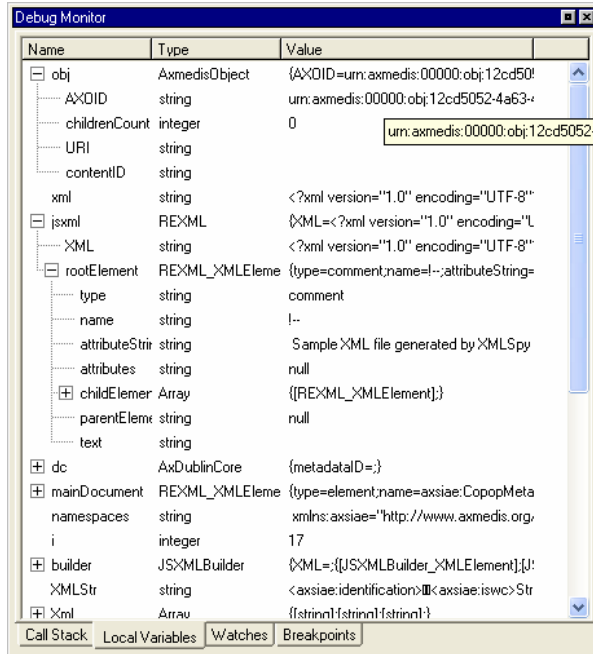 Debug Monitor
Name Type Value
obj AxmedisObject {AXOID=urn:axmedis:00000:obj:12cd50!
AXOID string urn:axmedis:00000:obj:12cd5052-4a63-4
childrenCount integer 0
urn:axmedis:00000:obj:12cd5052-
URI string
contentID string
xml string <?xml version="1.0" encoding="UTF-8"
jsxml REXML {XML=<?xml version="1.0" encoding="U
XML string <?xml version="1.0" encoding="UTF-8"
rootElement REXML_XMLEleme {type=comment;name=!--;attributeString=
type string comment
name string !--
attributeStrir string Sample XML file generated by XMLSpy
attributes string null
childElemer Array {[REXML_XMLElement];}
parentEleme string null
text string
dc AxDublinCore {metadataID=;}
mainDocument REXML_XMLEleme {type=element;name=axsiae:CopopMeta
namespaces string xmlns:axsiae="http://www.axmedis.org/
i integer 17
builder JSXMLBuilder {XML=;{[JSXMLBuilder_XMLElement];[J
XMLStr string <axsiae:identification>▯▯<axsiae:iswc>Str
Xml Array {[string];[string];[string];}
Call Stack Local Variables Watches Breakpoints